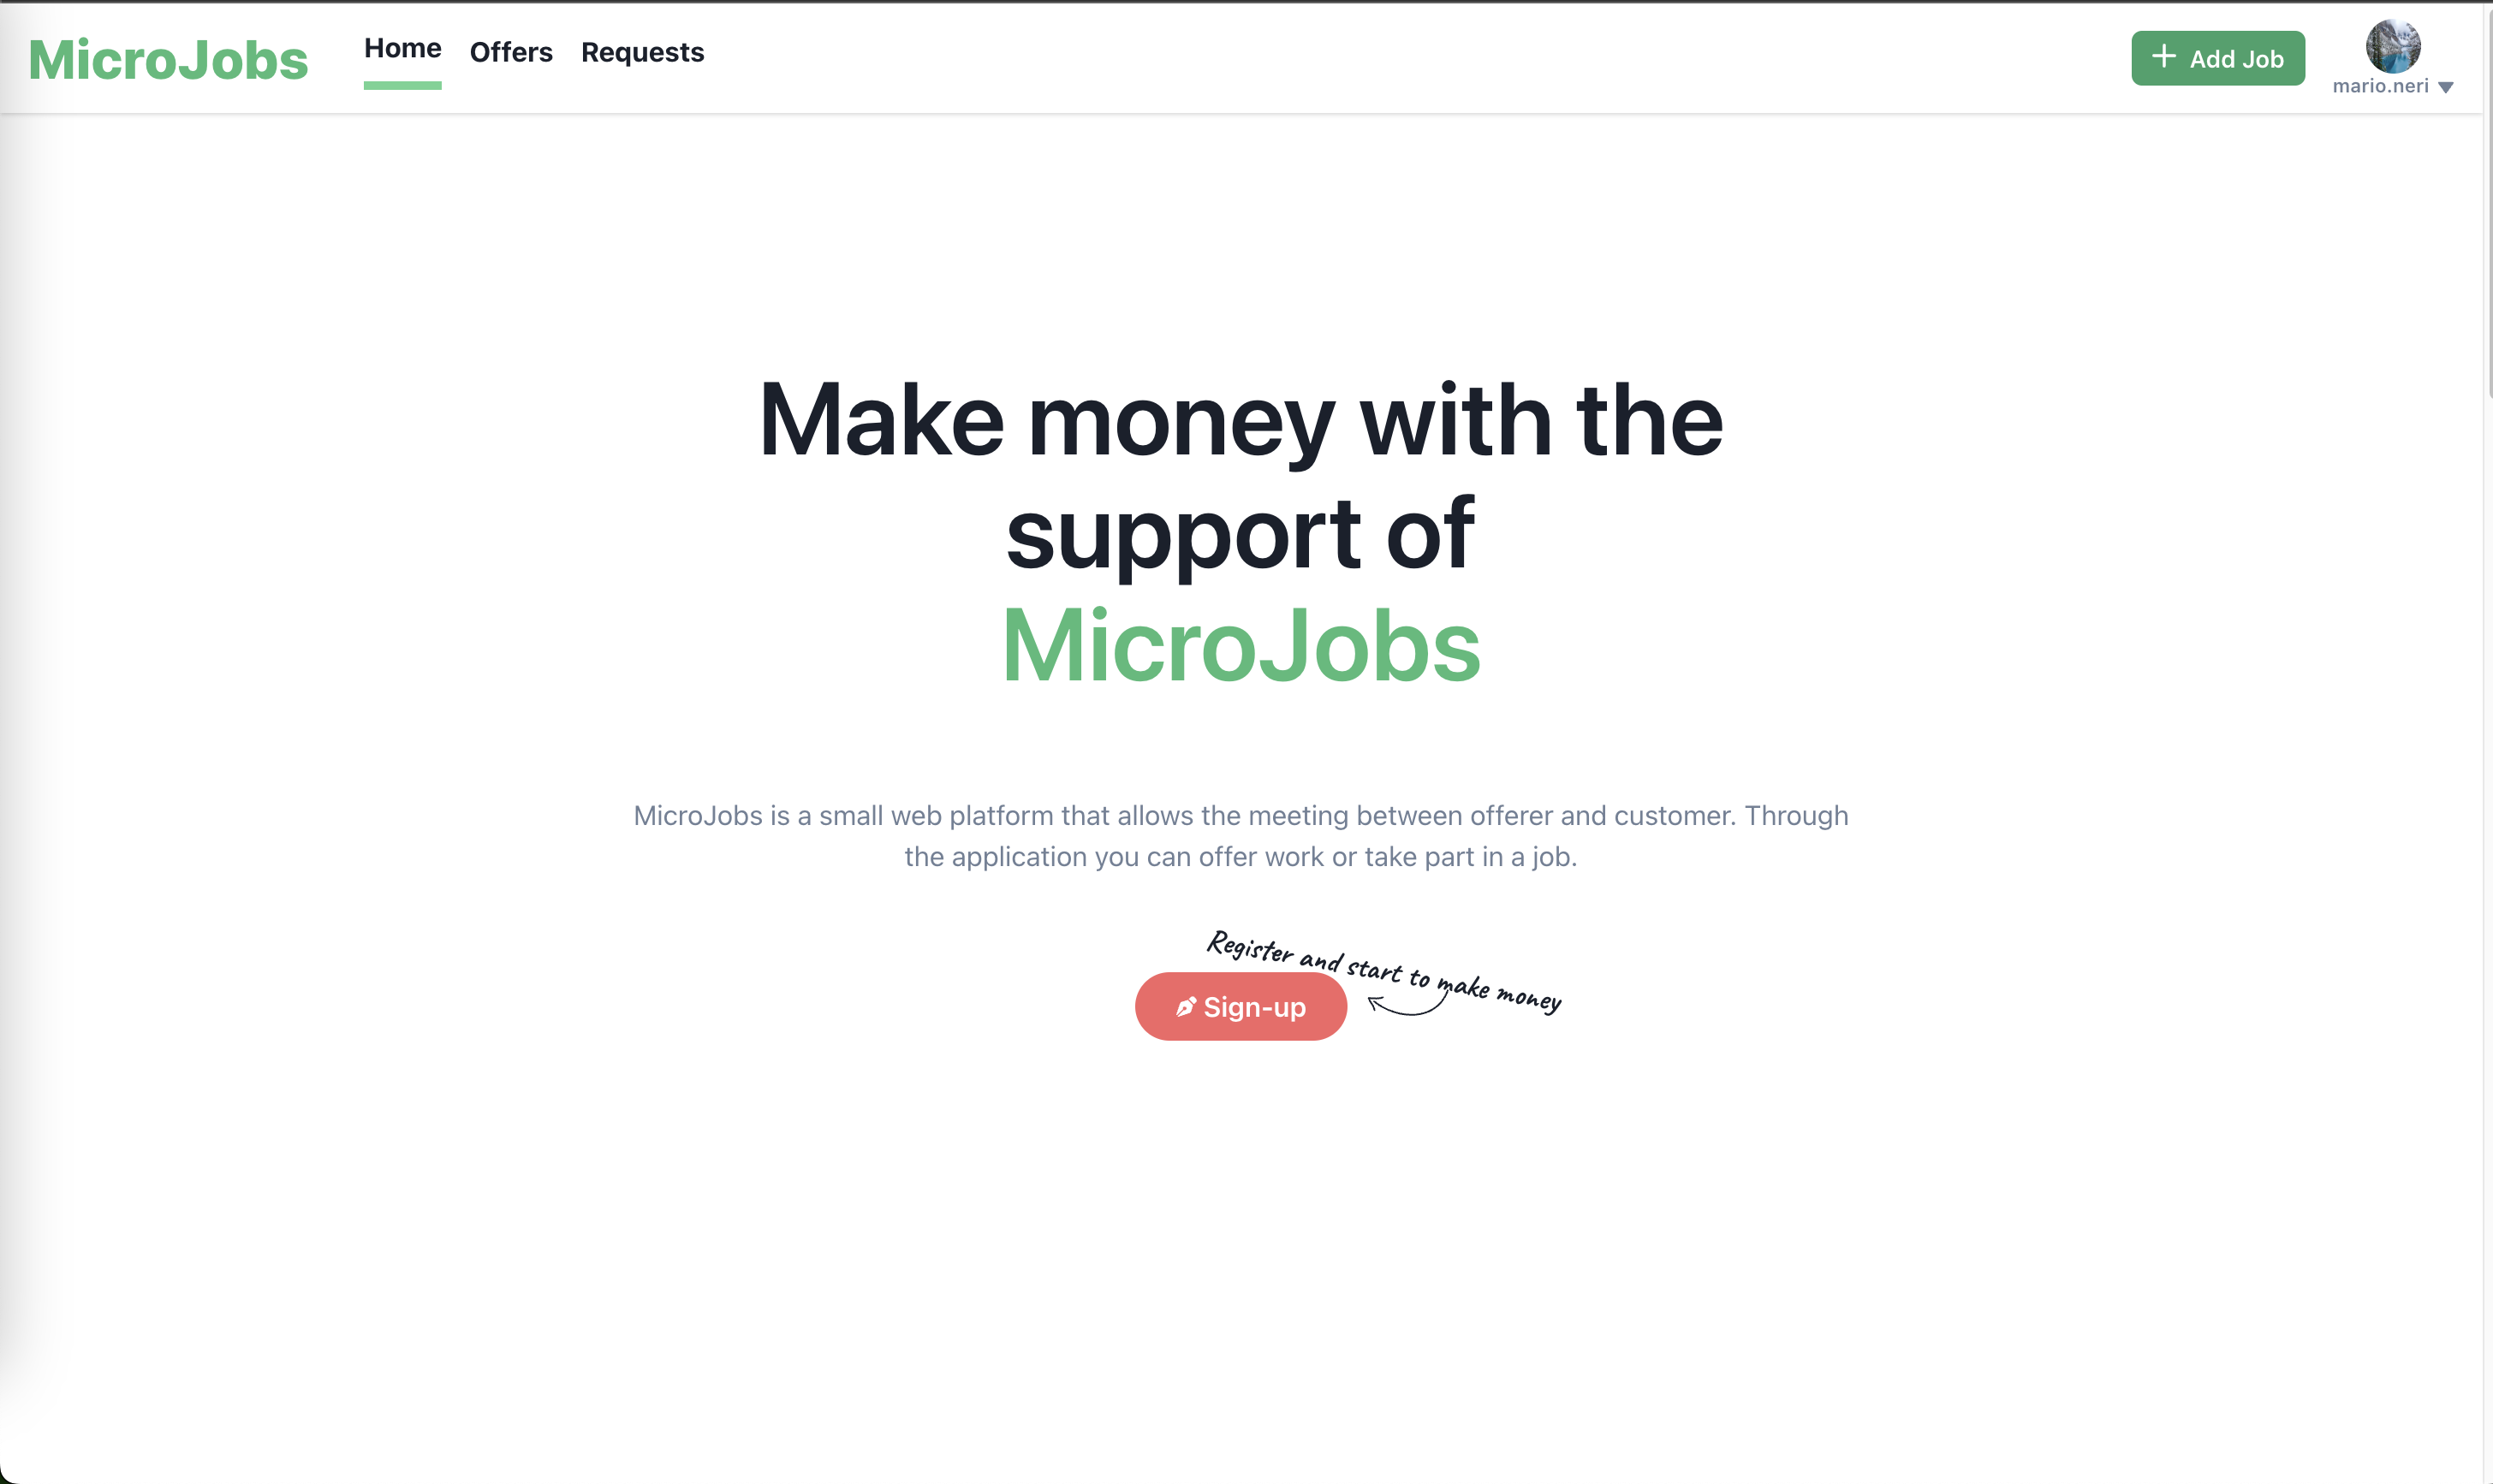 MicroJobs
Home
Offers
Requests
Add Job
mario.neri
Make money with the
support of
MicroJobs
MicroJobs is a small web platform that allows the meeting between offerer and customer. Through
the application you can offer work or take part in a job.
Register and start to make money
Sign-up